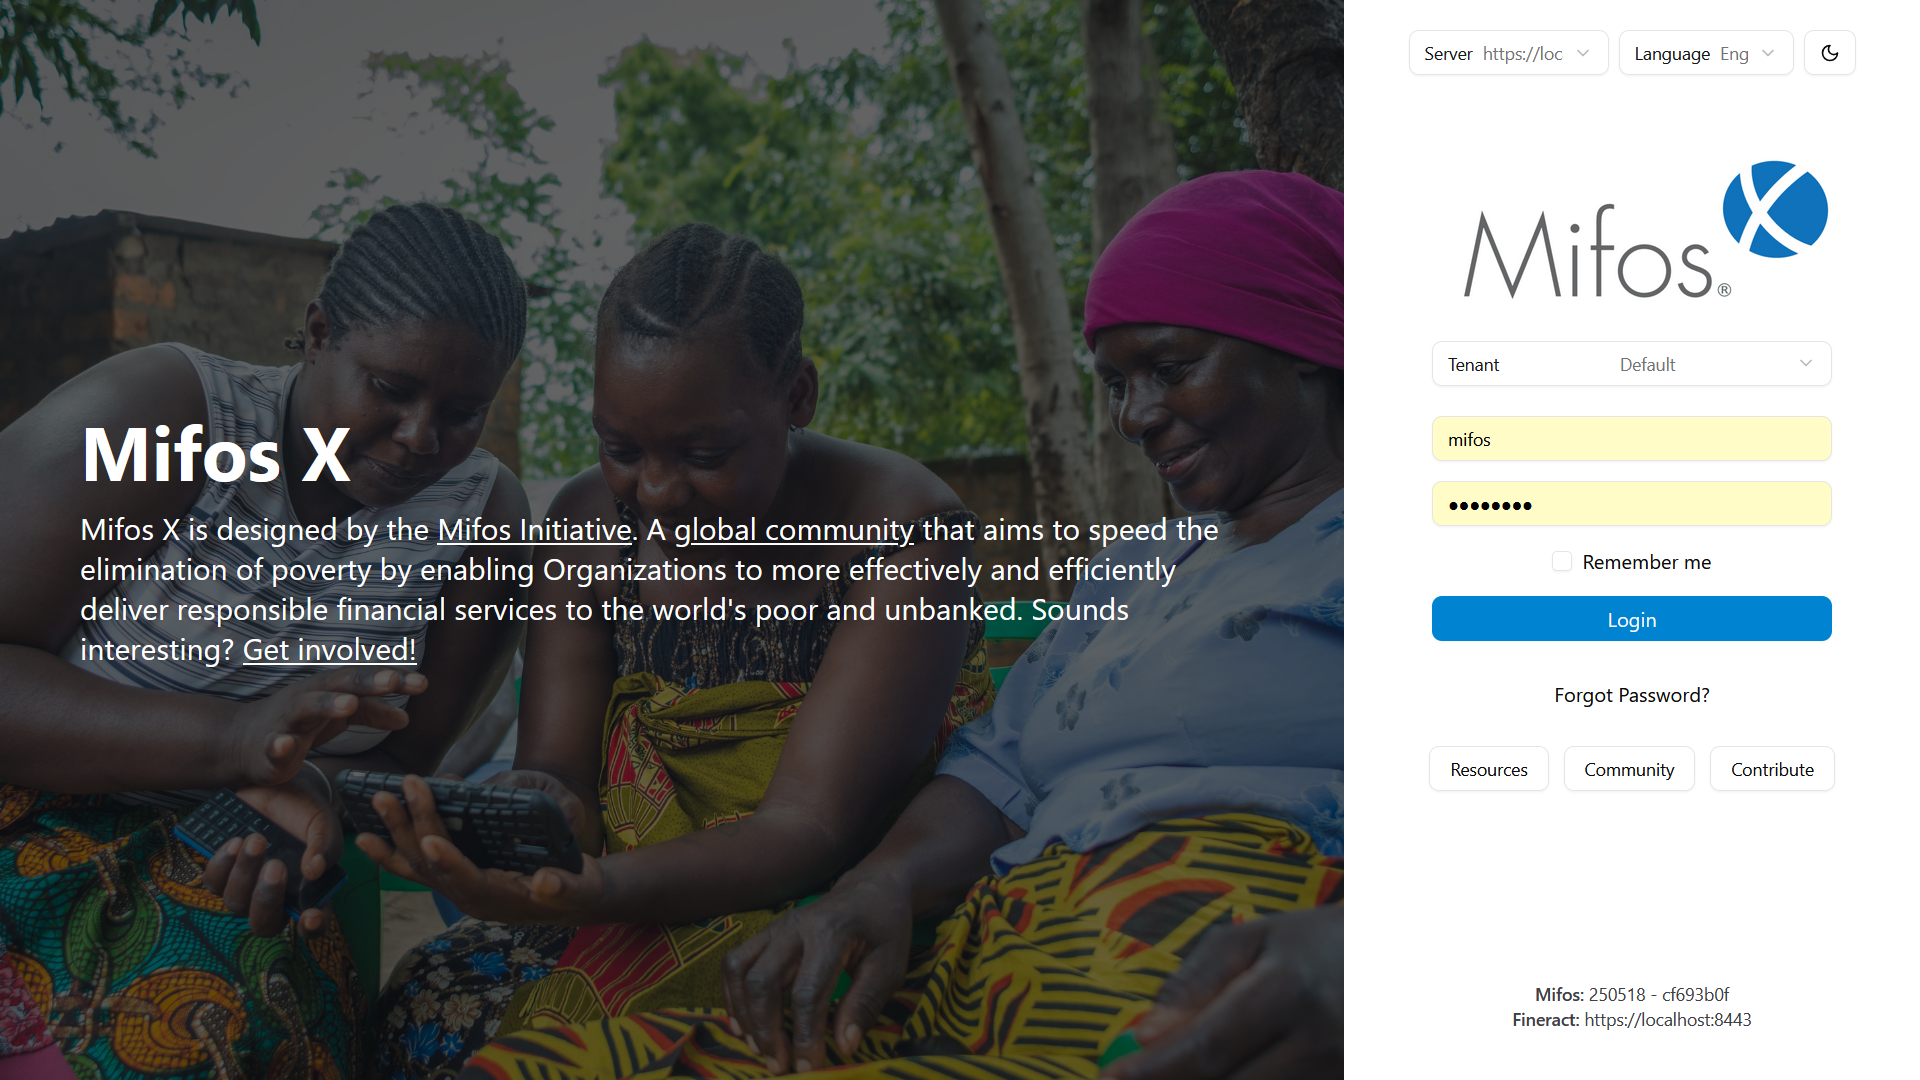 Server https://loc
Language Eng
Mifos®
Tenant Default
mifos
Remember me
Login
Forgot Password?
Resources
Community
Contribute
Mifos: 250518 - cf693b0f
Fineract: https://localhost:8443
Mifos X
Mifos X is designed by the Mifos Initiative. A global community that aims to speed the
elimination of poverty by enabling Organizations to more effectively and efficiently
deliver responsible financial services to the world's poor and unbanked. Sounds
interesting? Get involved!